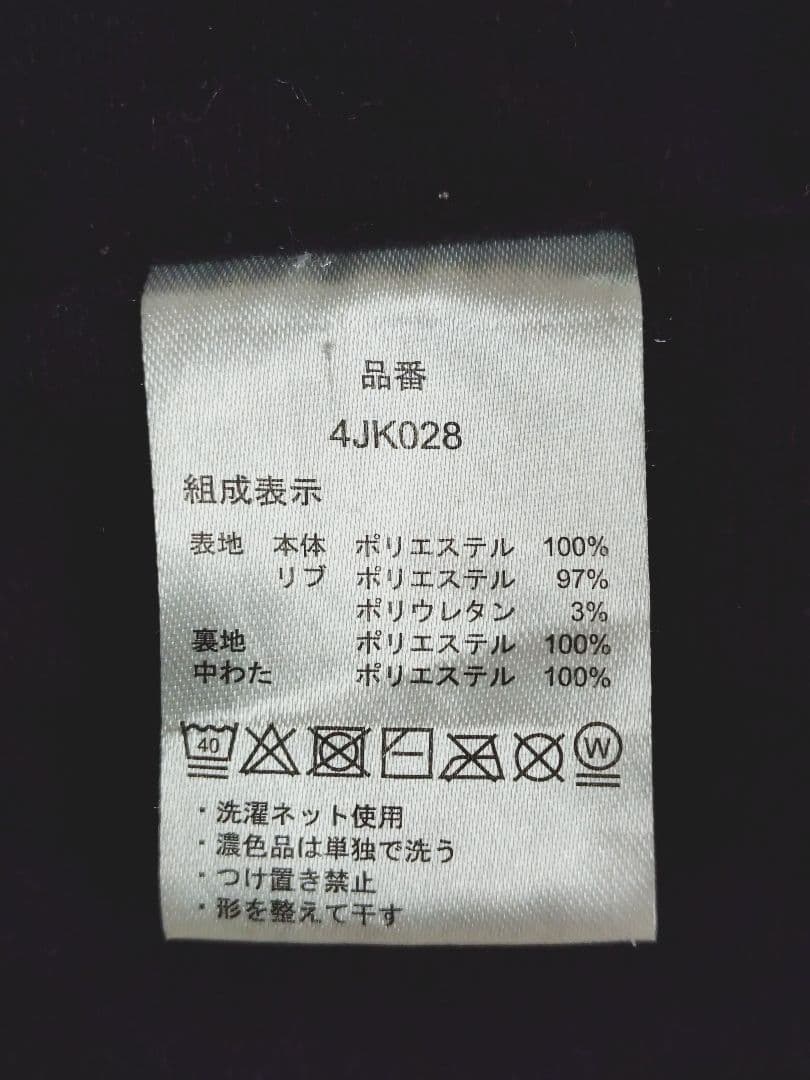 品番
4JK028
組成表示
表地 本体 ポリエステル 100%
リブ ポリエステル 97%
ポリウレタン 3%
裏地 ポリエステル 100%
中わた ポリエステル 100%
40 W
・洗濯ネット使用
・濃色品は単独で洗う
・つけ置き禁止
・形を整えて干す